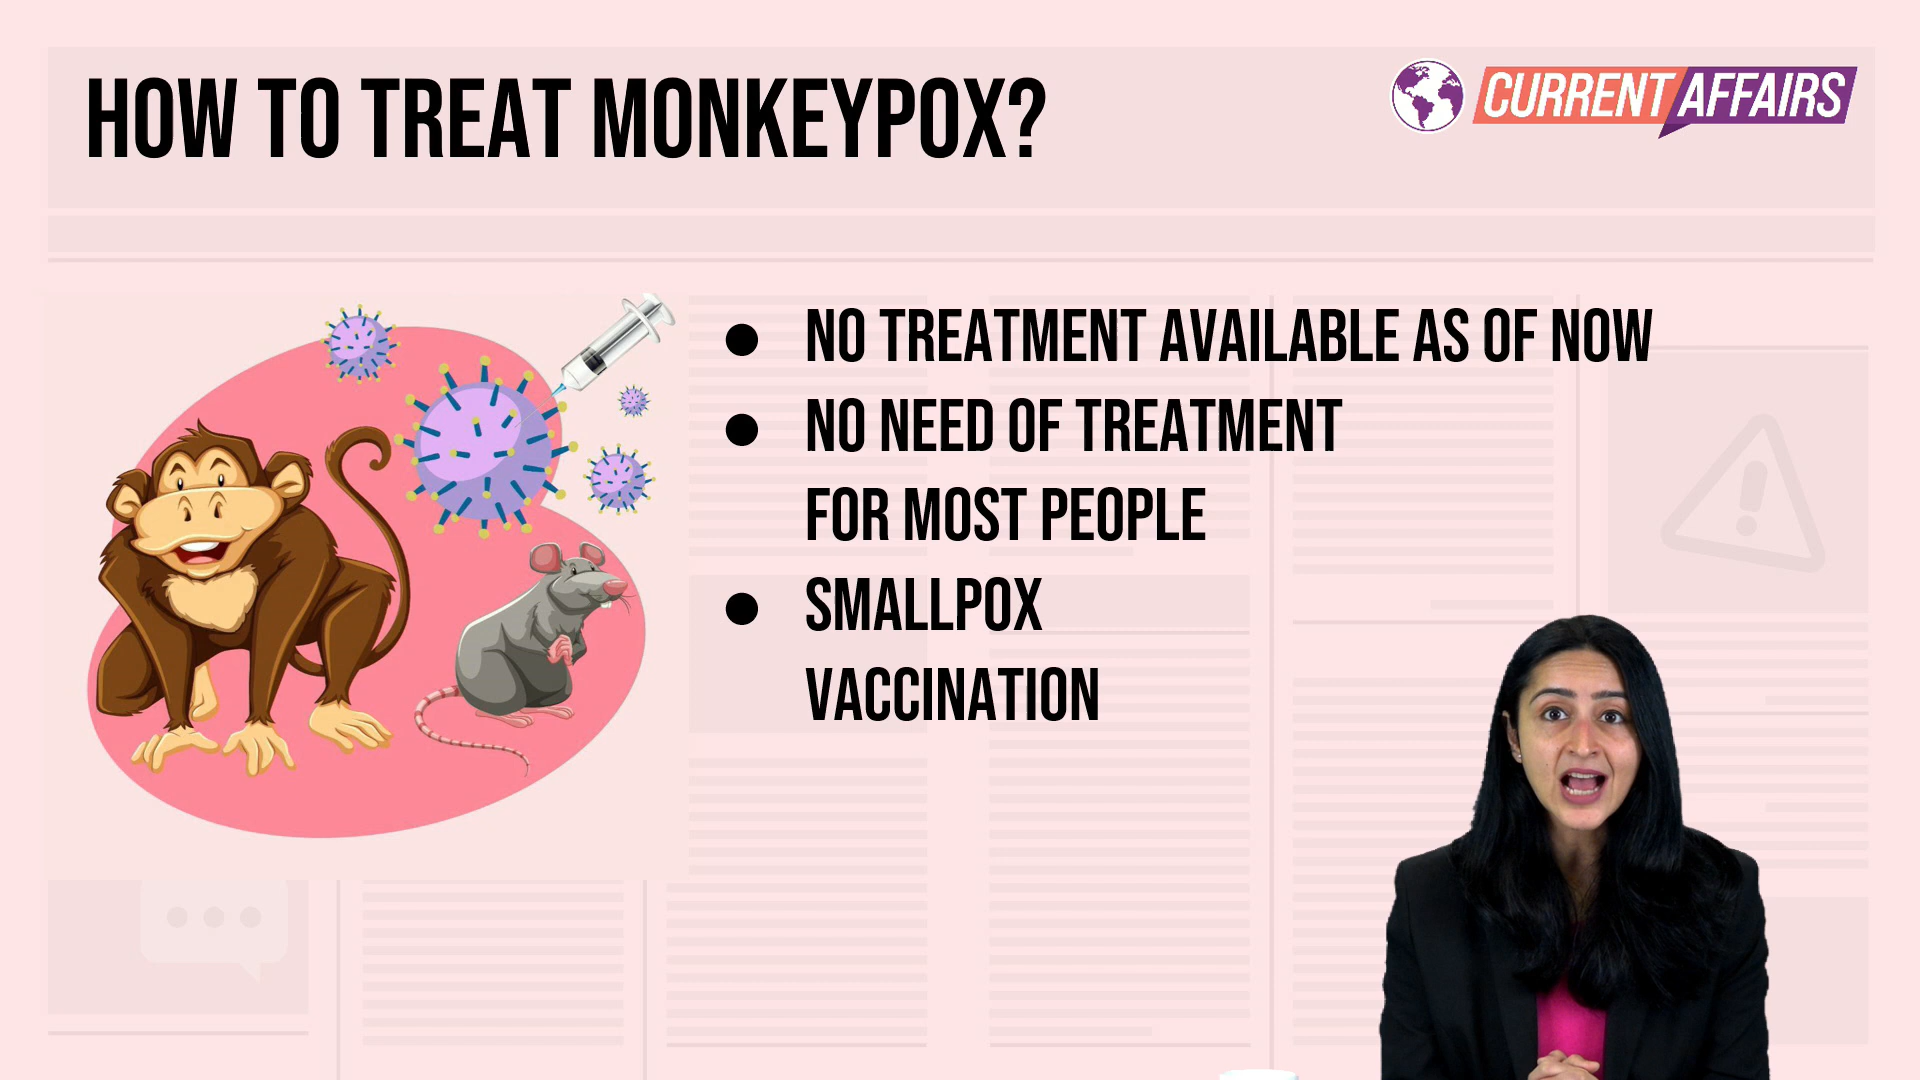 HOW TO TREAT MONKEYPOX?
CURRENT AFFAIRS
● NO TREATMENT AVAILABLE AS OF NOW
● NO NEED OF TREATMENT
FOR MOST PEOPLE
● SMALLPOX
VACCINATION